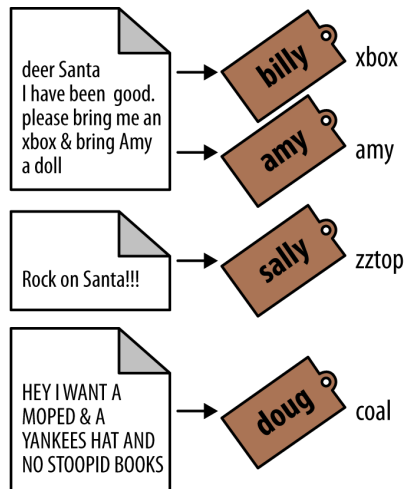 deer Santa
I have been  good.
please bring me an
xbox & bring Amy
a doll
billy
xbox
amy
amy
Rock on Santa!!!
sally
zztop
HEY I WANT A
MOPED & A
YANKEES HAT AND
NO STOOPID BOOKS
doug
coal